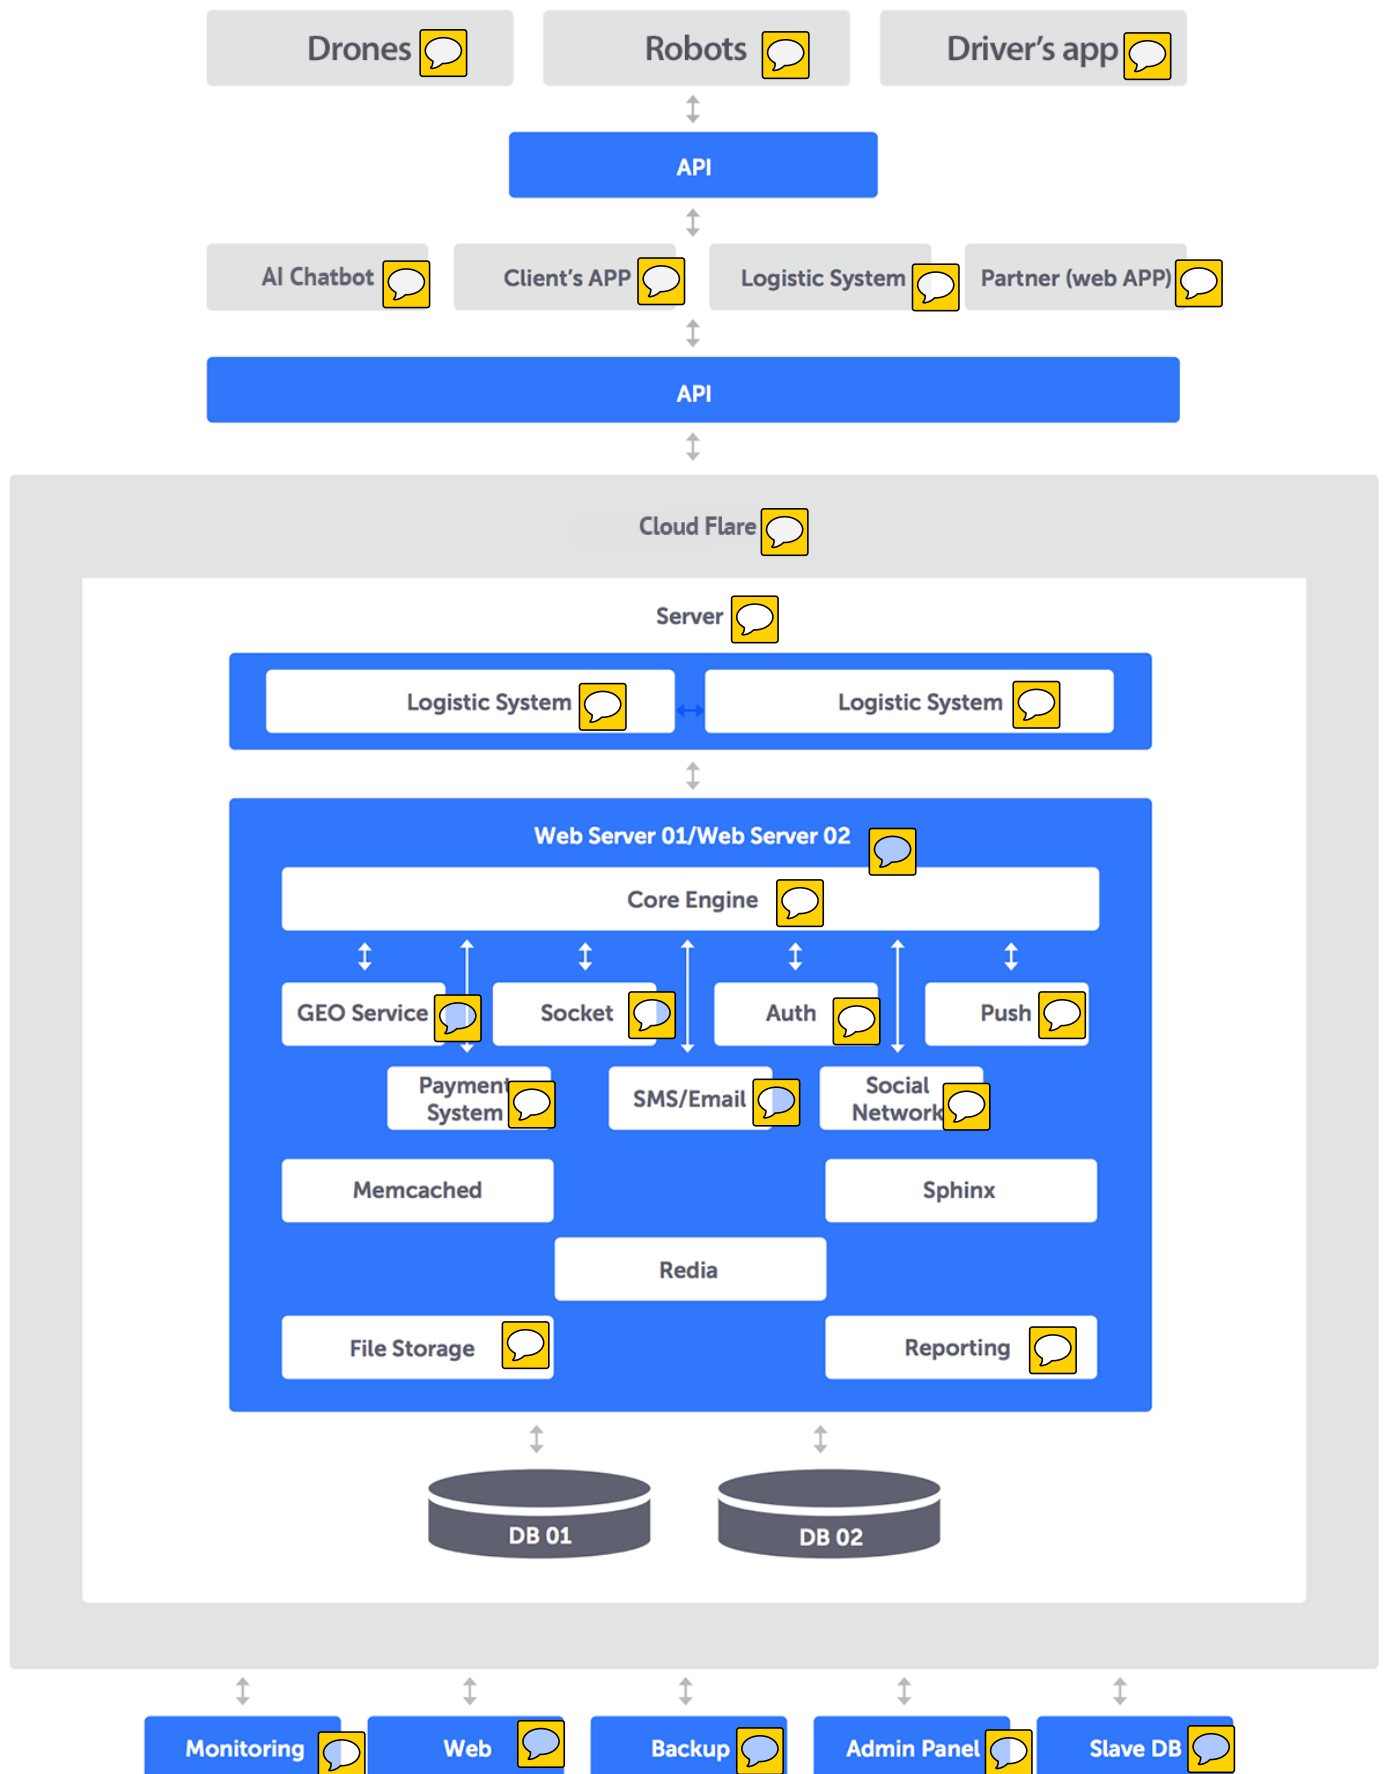 Drones
Robots
Driver's app
API
AI Chatbot
Client's APP
Logistic System
Partner (web APP)
API
Cloud Flare
Server
Logistic System
Logistic System
Web Server 01/Web Server 02
Core Engine
GEO Service
Socket
Auth
Push
Payment
System
SMS/Email
Social
Network
Memcached
Sphinx
Redia
File Storage
Reporting
DB 01
DB 02
Monitoring
Web
Backup
Admin Panel
Slave DB